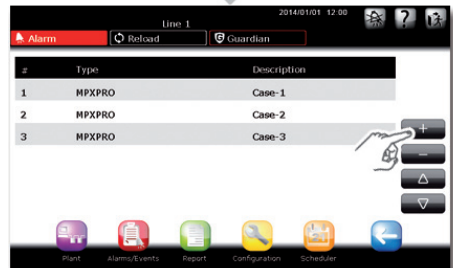 Line 1
2014/01/01 12:00
?
Alarm Reload Guardian
# Type Description
1 MPXPRO Case-1
2 MPXPRO Case-2
3 MPXPRO Case-3
+
−
Plant Alarms/Events Report Configuration Scheduler